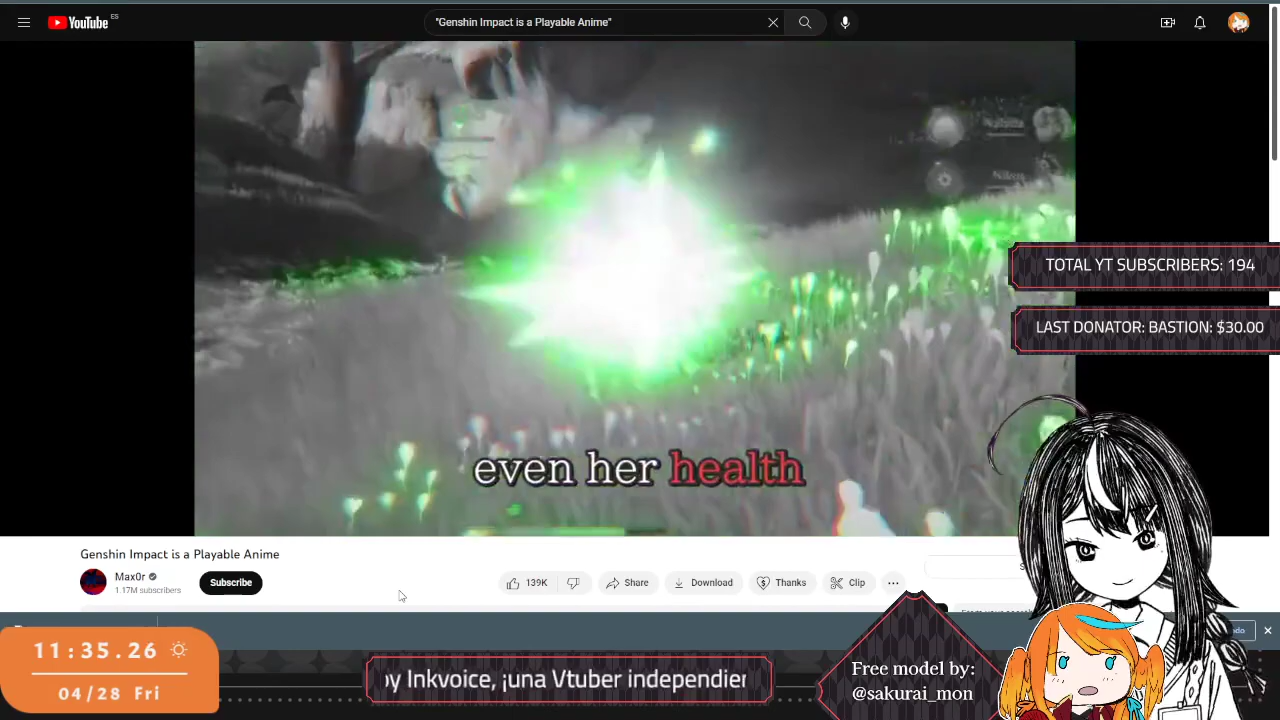 YouTube ES
"Genshin Impact is a Playable Anime"
TOTAL YT SUBSCRIBERS: 194
LAST DONATOR: BASTION: $30.00
even her health
Genshin Impact is a Playable Anime
Max0r
1.17M subscribers
Subscribe
139K
Share
Download
Thanks
Clip
11:35.26
04/28 Fri
Inkvoice, ¡una Vtuber
Free model by:
@sakurai_mon